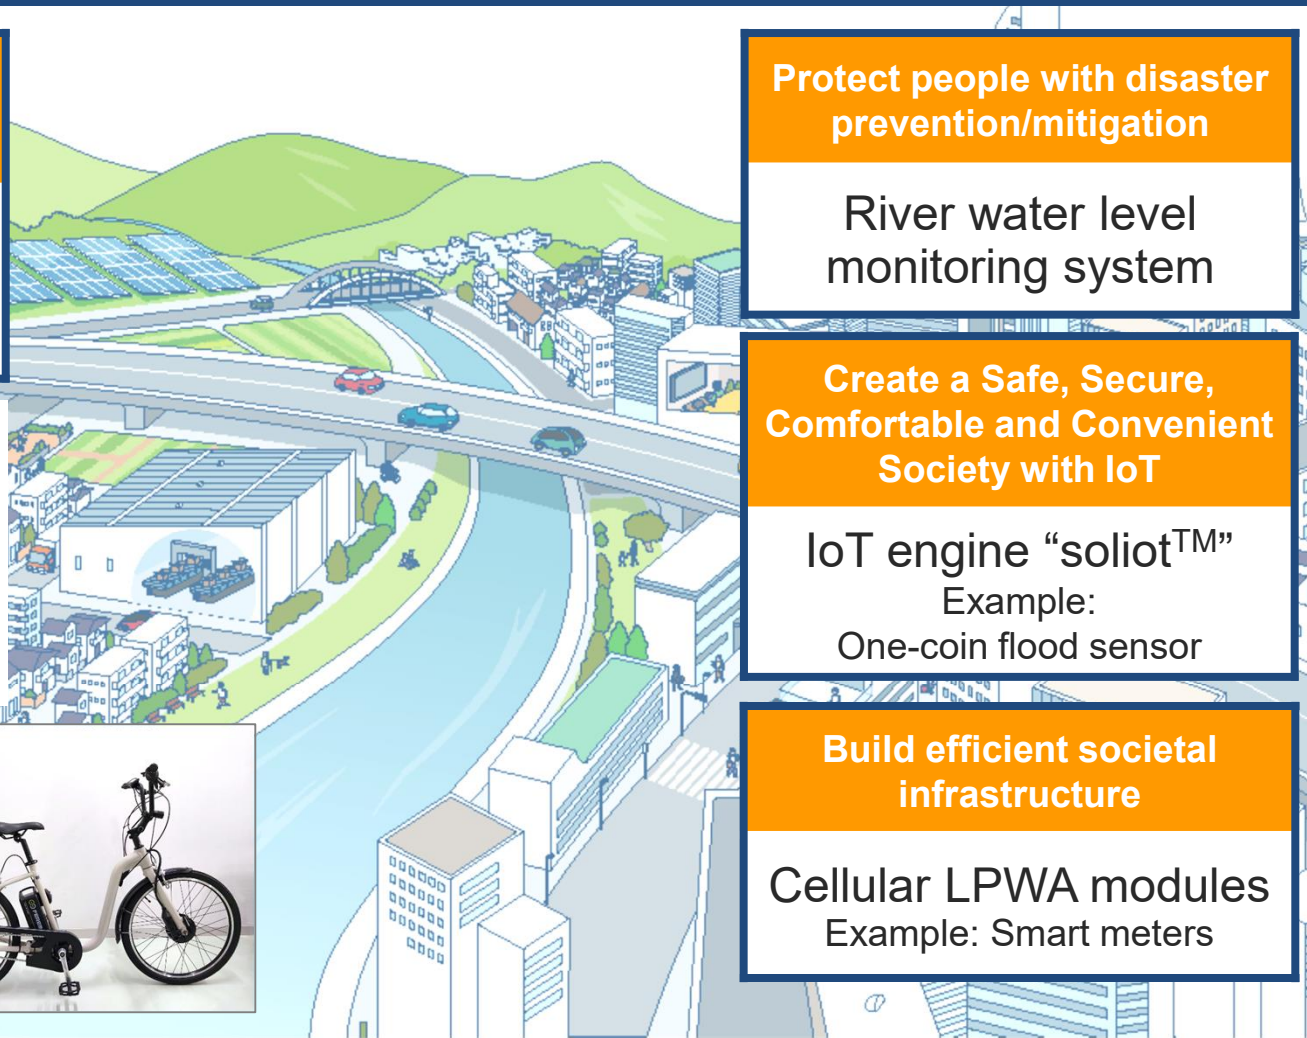 Protect people with disaster
prevention/mitigation
River water level
monitoring system
Create a Safe, Secure,
Comfortable and Convenient
Society with IoT
IoT engine “soliot™”
Example:
One-coin flood sensor
Build efficient societal
infrastructure
Cellular LPWA modules
Example: Smart meters